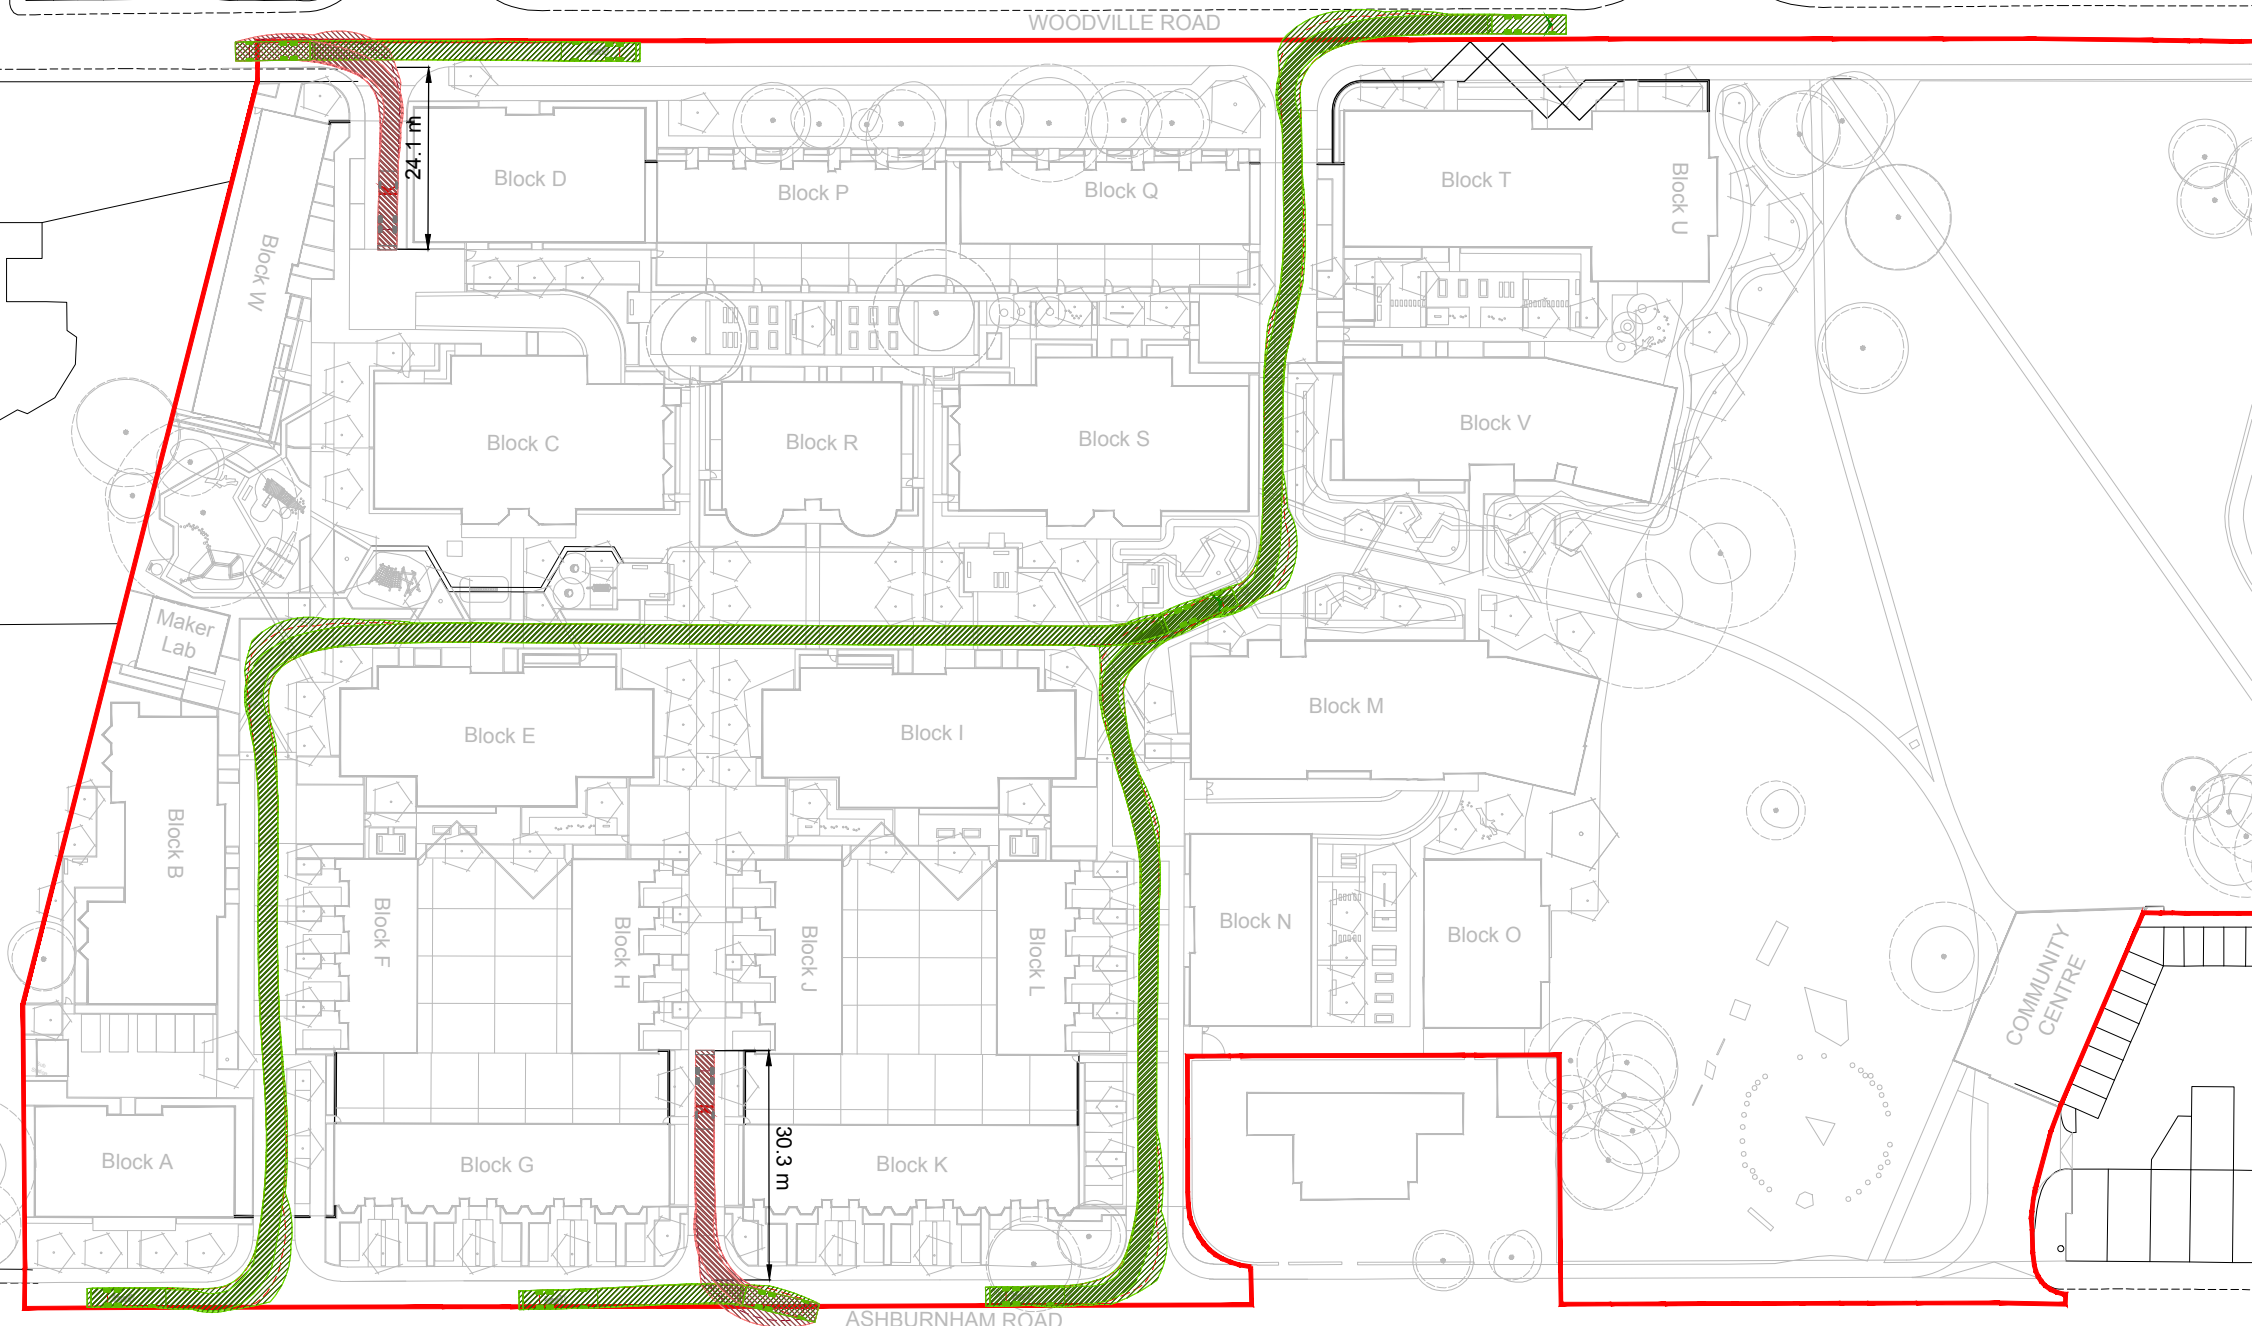 WOODVILLE ROAD
24.1 m
Block D
Block P
Block Q
Block T
Block U
Block W
Block C
Block R
Block S
Block V
Maker
Lab
Block E
Block I
Block M
Block B
Block F
Block H
Block J
Block L
Block N
Block O
COMMUNITY
CENTRE
Block A
Block G
30.3 m
Block K
ASHBURNHAM ROAD